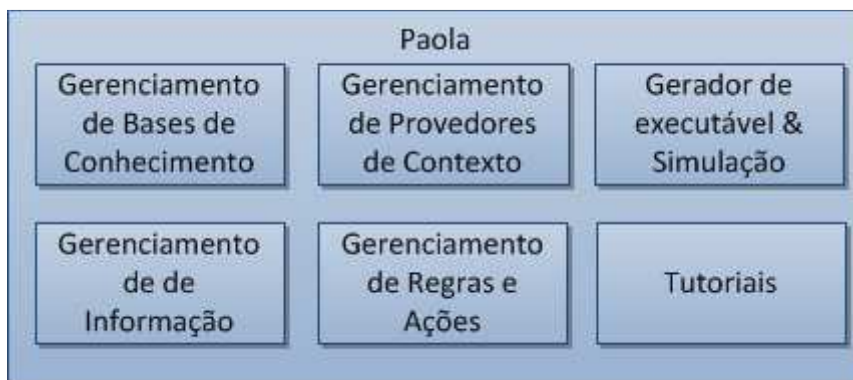 Paola
Gerenciamento
de Bases de
Conhecimento
Gerenciamento
de Provedores
de Contexto
Gerador de
executável &
Simulação
Gerenciamento
de de
Informação
Gerenciamento
de Regras e
Ações
Tutoriais